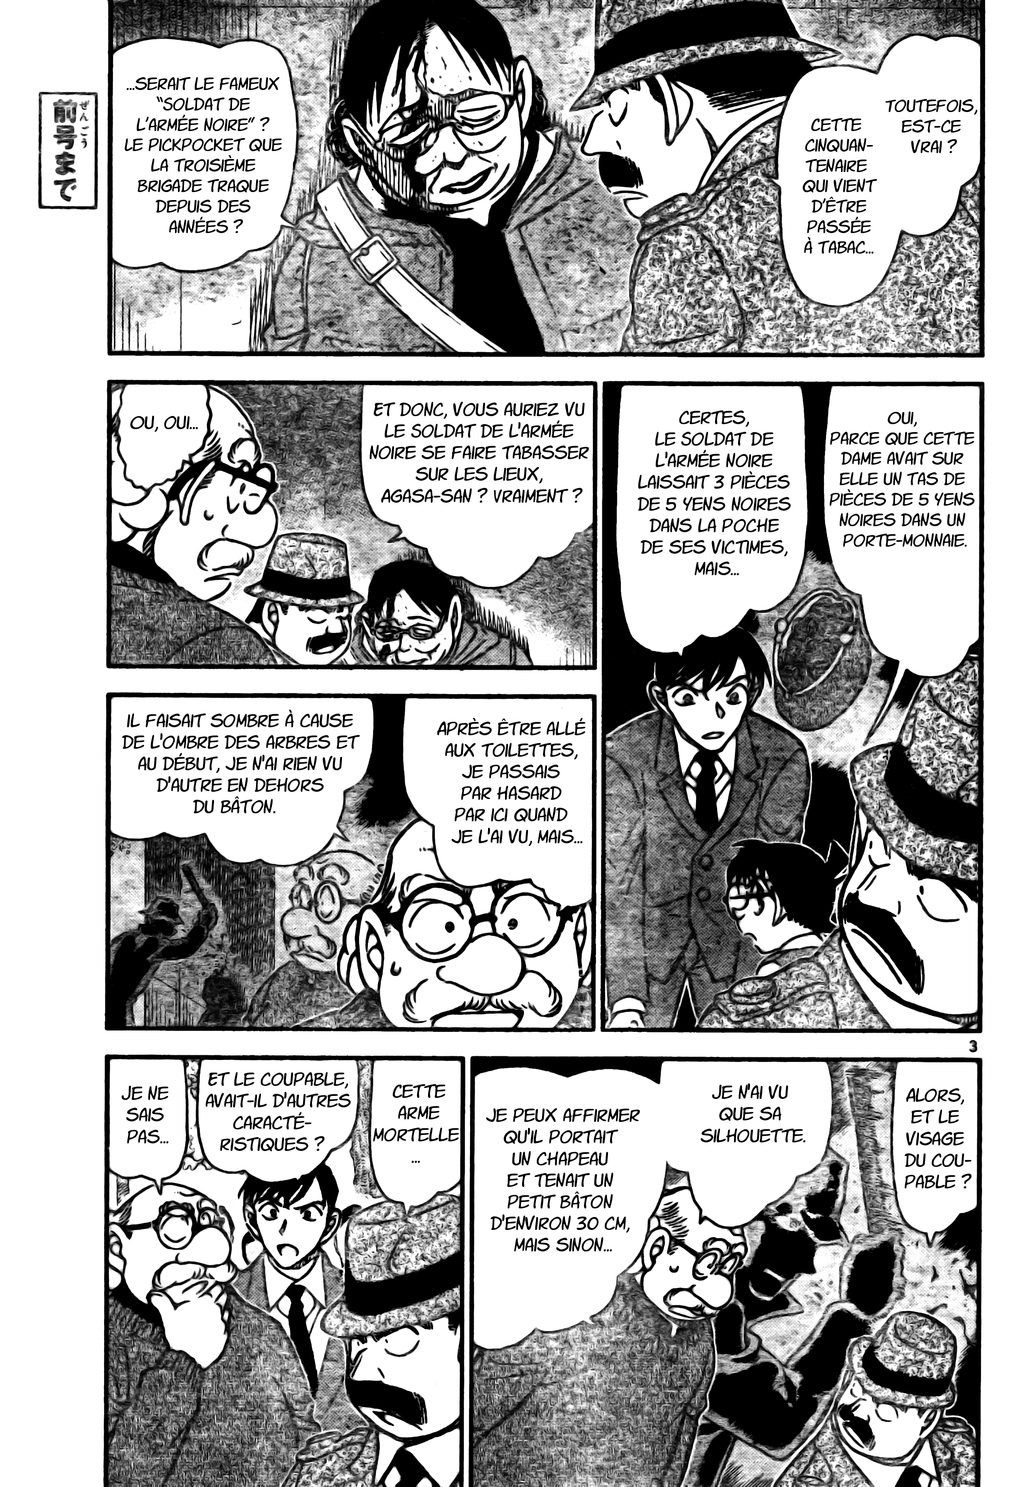 前号まで
ぜんごう
TOUTEFOIS,
EST-CE
VRAI ?
CETTE
CINQUAN-
TENAIRE
QUI VIENT
D'ÊTRE
PASSÉE
À TABAC...
...SERAIT LE FAMEUX
"SOLDAT DE
L'ARMÉE NOIRE" ?
LE PICKPOCKET QUE
LA TROISIÈME
BRIGADE TRAQUE
DEPUIS DES
ANNÉES ?
OUI,
PARCE QUE CETTE
DAME AVAIT SUR
ELLE UN TAS DE
PIÈCES DE 5 YENS
NOIRES DANS UN
PORTE-MONNAIE.
CERTES,
LE SOLDAT DE
L'ARMÉE NOIRE
LAISSAIT 3 PIÈCES
DE 5 YENS NOIRES
DANS LA POCHE
DE SES VICTIMES,
MAIS...
ET DONC, VOUS AURIEZ VU
LE SOLDAT DE L'ARMÉE
NOIRE SE FAIRE TABASSER
SUR LES LIEUX,
AGASA-SAN ? VRAIMENT ?
OU, OUI...
APRÈS ÊTRE ALLÉ
AUX TOILETTES,
JE PASSAIS
PAR HASARD
PAR ICI QUAND
JE L'AI VU, MAIS...
IL FAISAIT SOMBRE À CAUSE
DE L'OMBRE DES ARBRES ET
AU DÉBUT, JE N'AI RIEN VU
D'AUTRE EN DEHORS
DU BÂTON.
3
ALORS,
ET LE
VISAGE
DU COU-
PABLE ?
JE N'AI VU
QUE SA
SILHOUETTE.
JE PEUX AFFIRMER
QU'IL PORTAIT
UN CHAPEAU
ET TENAIT UN
PETIT BÂTON
D'ENVIRON 30 CM,
MAIS SINON...
CETTE
ARME
MORTELLE
...
ET LE COUPABLE,
AVAIT-IL D'AUTRES
CARACTÉ-
RISTIQUES ?
JE NE
SAIS
PAS...